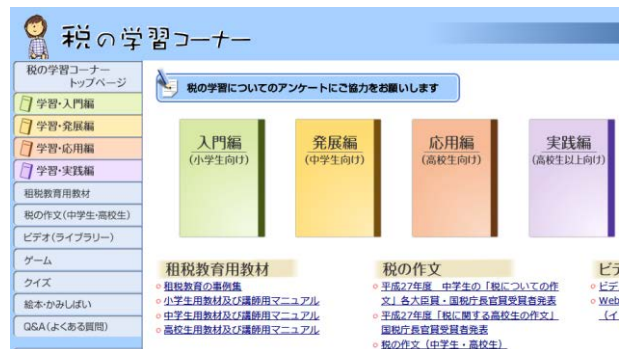 税の学習コーナー
税の学習コーナー
トップページ
学習・入門編
学習・発展編
学習・応用編
学習・実践編
租税教育用教材
税の作文(中学生・高校生)
ビデオ(ライブラリー)
ゲーム
クイズ
絵本・かみしばい
Q&A(よくある質問)
税の学習についてのアンケートにご協力をお願いします
入門編
(小学生向け)
発展編
(中学生向け)
応用編
(高校生向け)
実践編
(高校生以上向け)
租税教育用教材
租税教育の事例集
小学生用教材及び講師用マニュアル
中学生用教材及び講師用マニュアル
高校生用教材及び講師用マニュアル
税の作文
平成27年度 中学生の「税についての作
文」各大臣賞・国税庁長官賞受賞者発表
平成27年度「税に関する高校生の作文」
国税庁長官賞受賞者発表
税の作文(中学生・高校生)
ビデ
ビデ
Web
(イ